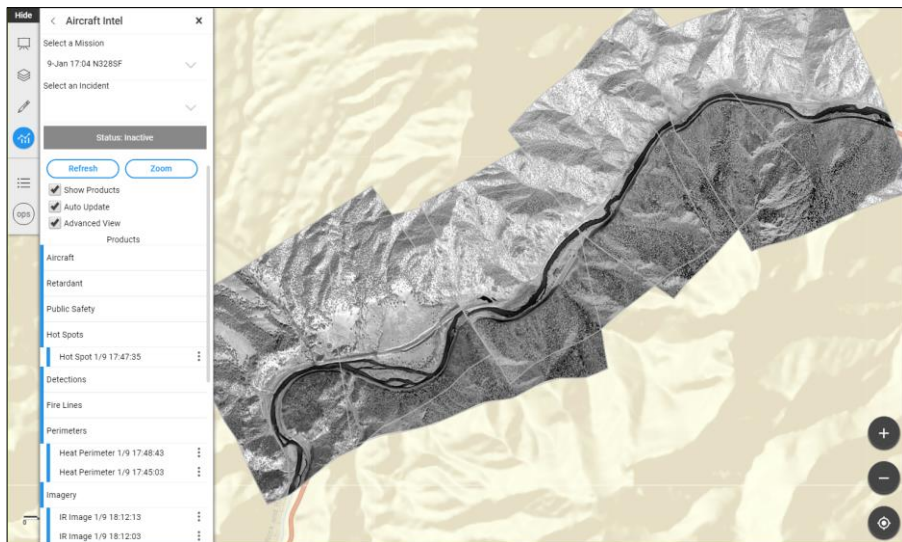 Hide
Aircraft Intel
Select a Mission
9-Jan 17:04 N328SF
Select an Incident
Status: Inactive
Refresh
Zoom
Show Products
Auto Update
Advanced View
Products
Aircraft
Retardant
Public Safety
Hot Spots
Hot Spot 1/9 17:47:35
Detections
Fire Lines
Perimeters
Heat Perimeter 1/9 17:48:43
Heat Perimeter 1/9 17:45:03
Imagery
IR Image 1/9 18:12:13
IR Image 1/9 18:12:03
ops
0